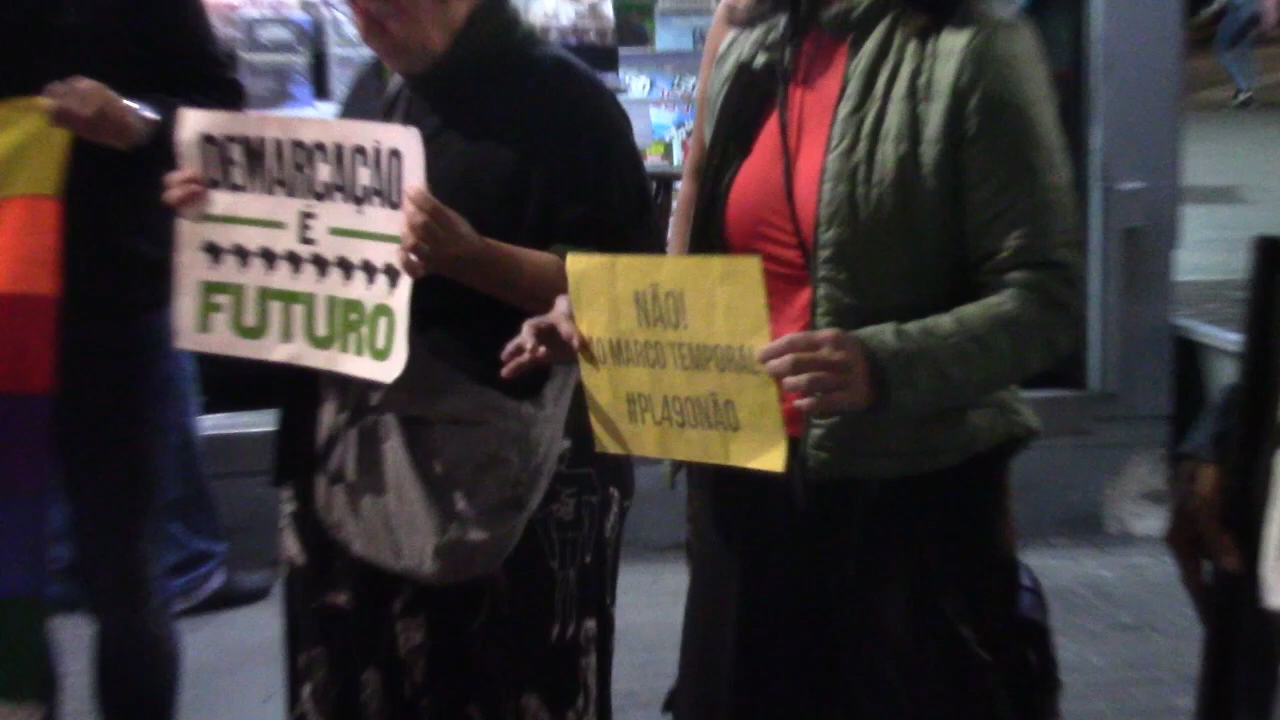 DEMARCAÇÃO
É
FUTURO
NÃO!
AO MARCO TEMPORAL
#PL490NÃO